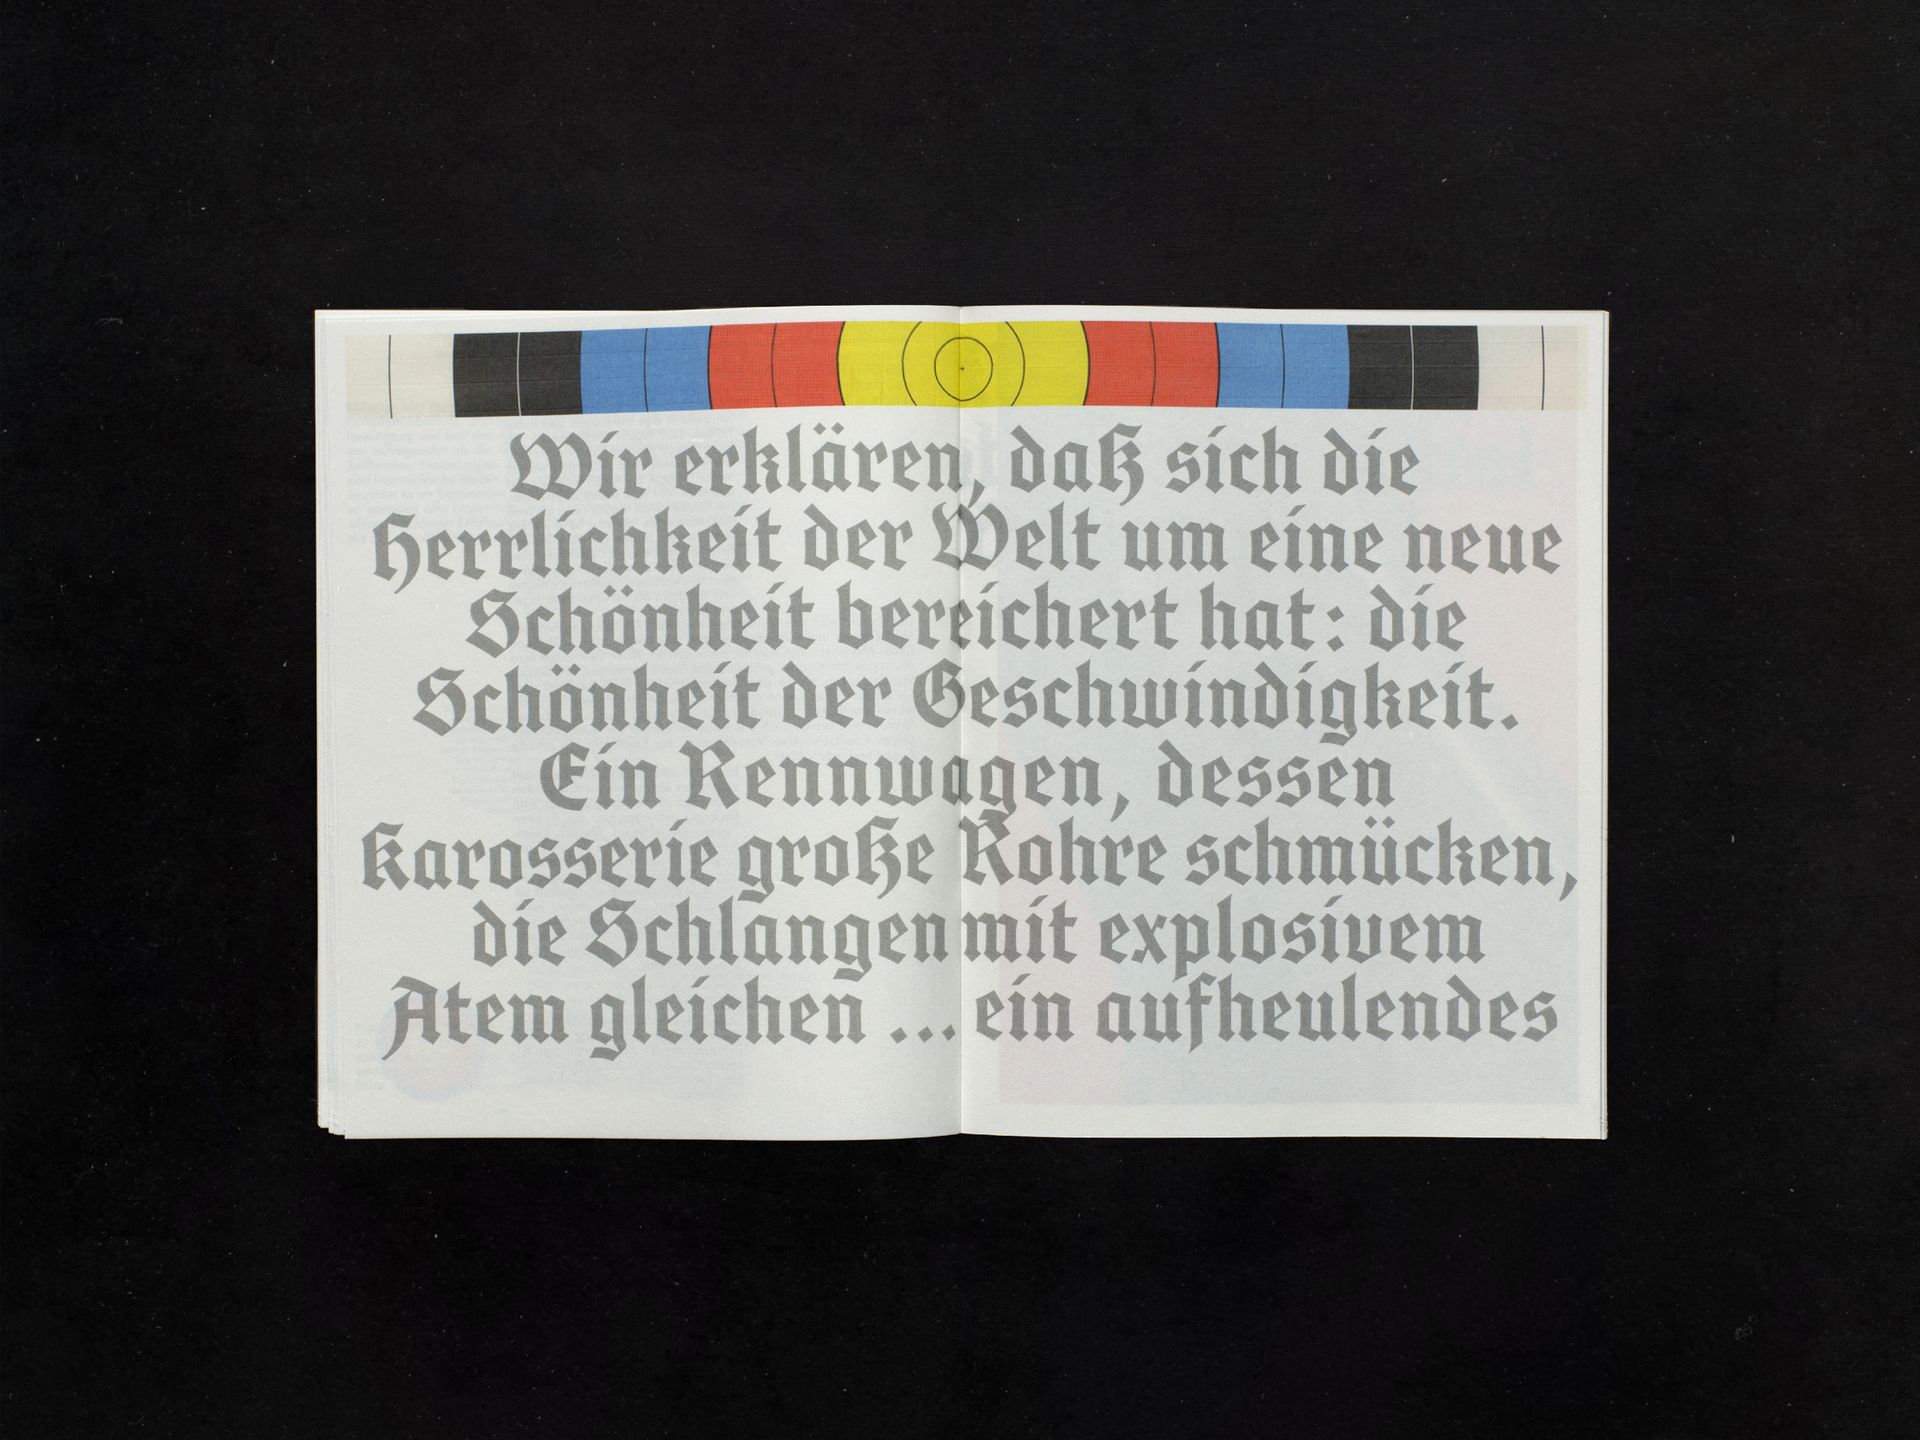 Wir erklären, daß sich die
Herrlichkeit der Welt um eine neue
Schönheit bereichert hat: die
Schönheit der Geschwindigkeit.
Ein Rennwagen, dessen
Karosserie große Rohre schmücken,
die Schlangen mit explosivem
Atem gleichen ... ein aufheulendes